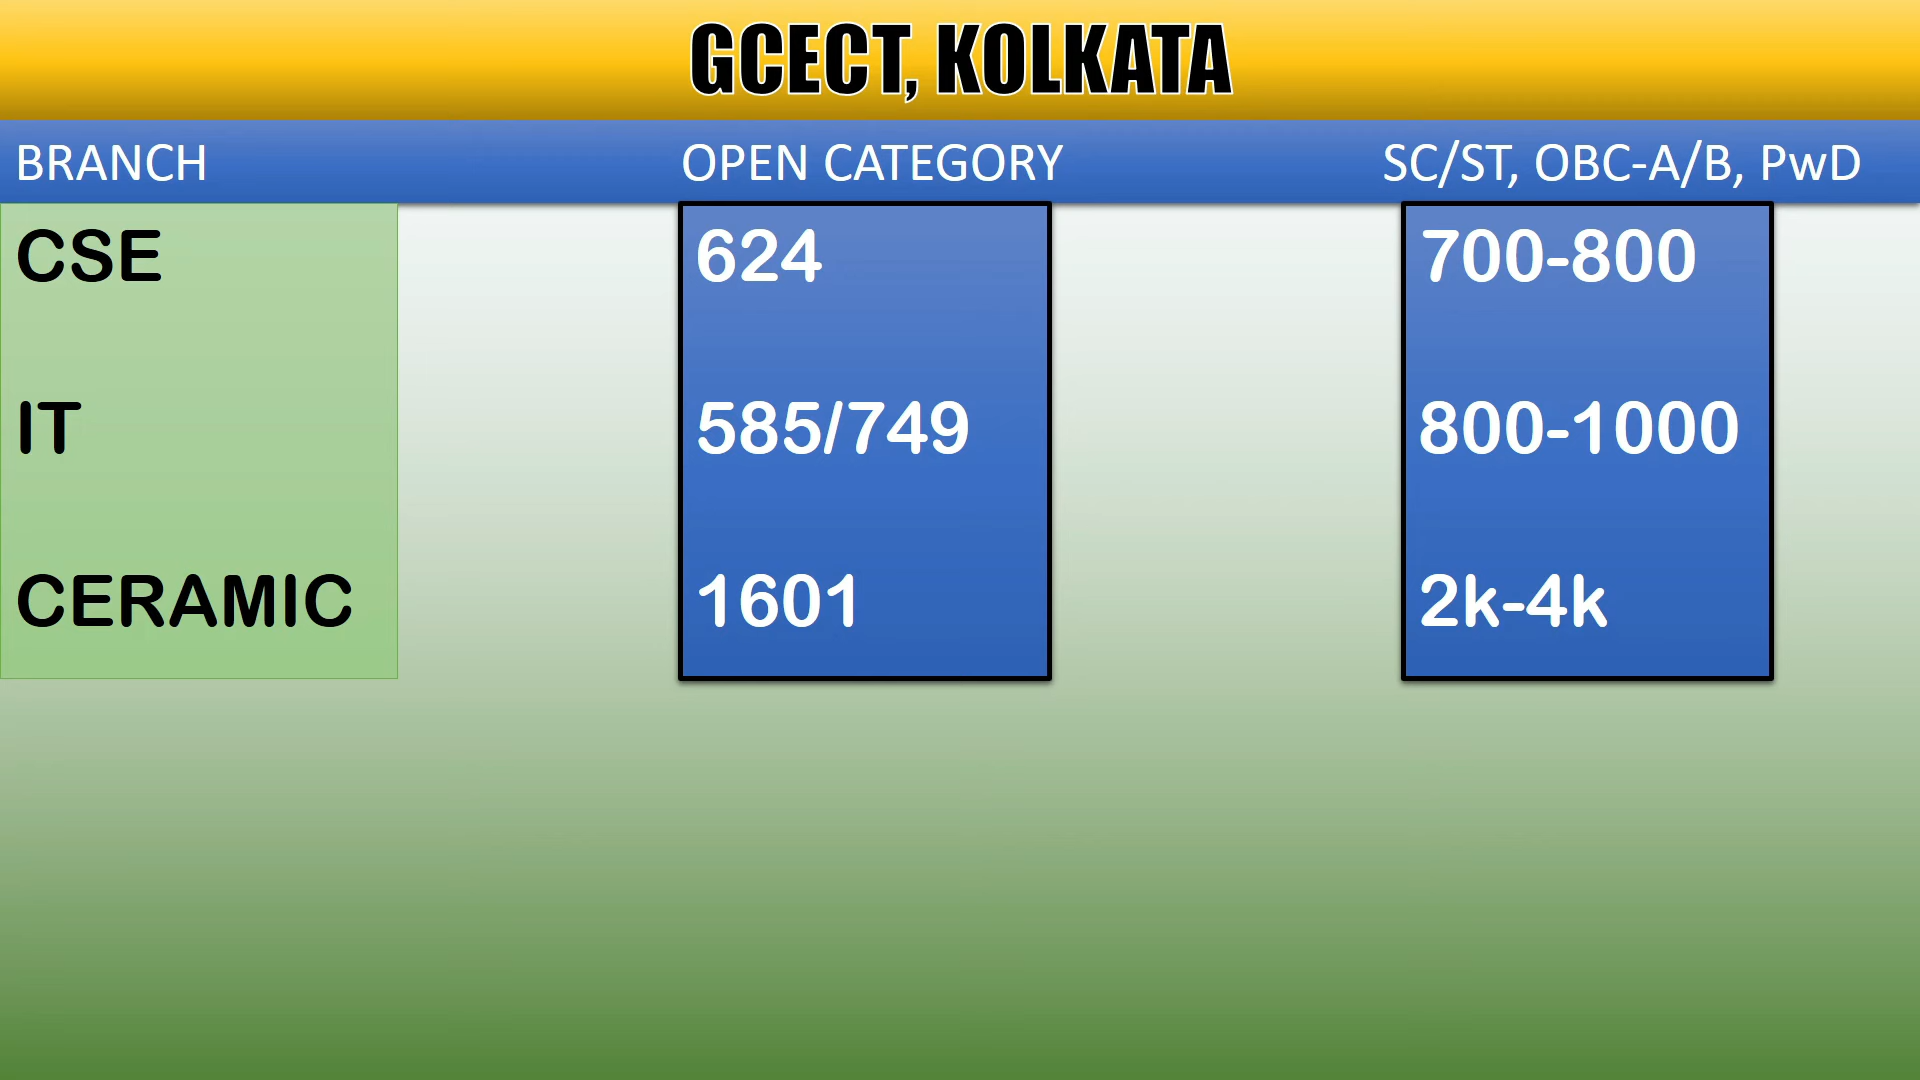 GCECT, KOLKATA
BRANCH OPEN CATEGORY SC/ST, OBC-A/B, PwD
CSE 624 700-800
IT 585/749 800-1000
CERAMIC 1601 2k-4k